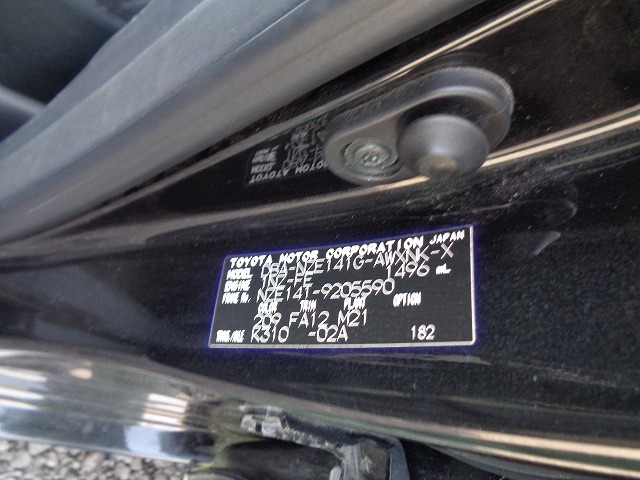 TOYOTA MOTOR CORPORATION JAPAN
MODEL DBA-NZE141G-AWXNK-X
ENGINE 1NZ-FE 1496 mL
FRAME No. NZE141-9205590
COLOR TRIM PLANT OPTION
209 FA12 M21
TRANS./AXLE K310 -02A 182